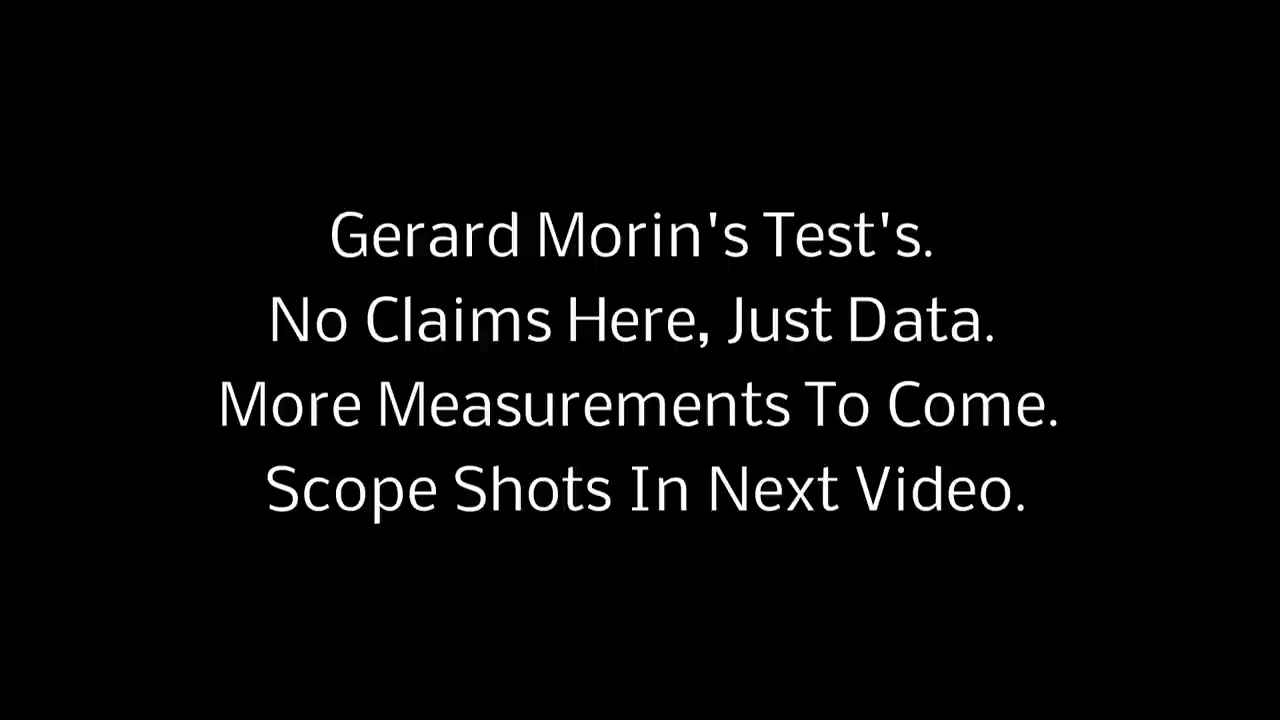 Gerard Morin's Test's.
No Claims Here, Just Data.
More Measurements To Come.
Scope Shots In Next Video.